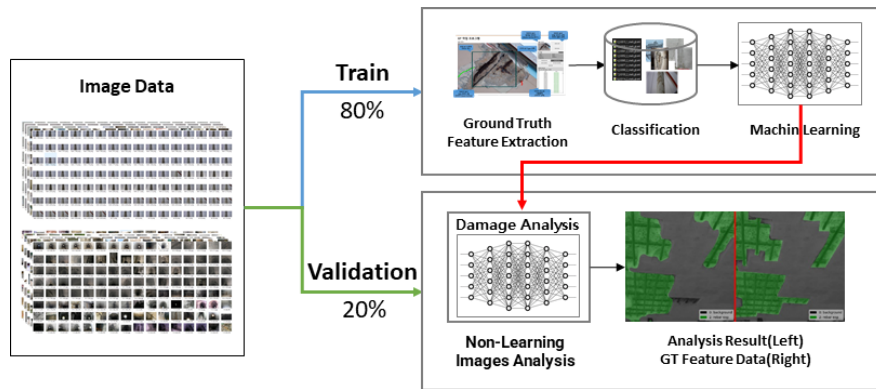 Image Data
Train
80%
Validation
20%
Ground Truth
Feature Extraction
Classification
Machin Learning
Damage Analysis
Non-Learning
Images Analysis
Analysis Result(Left)
GT Feature Data(Right)